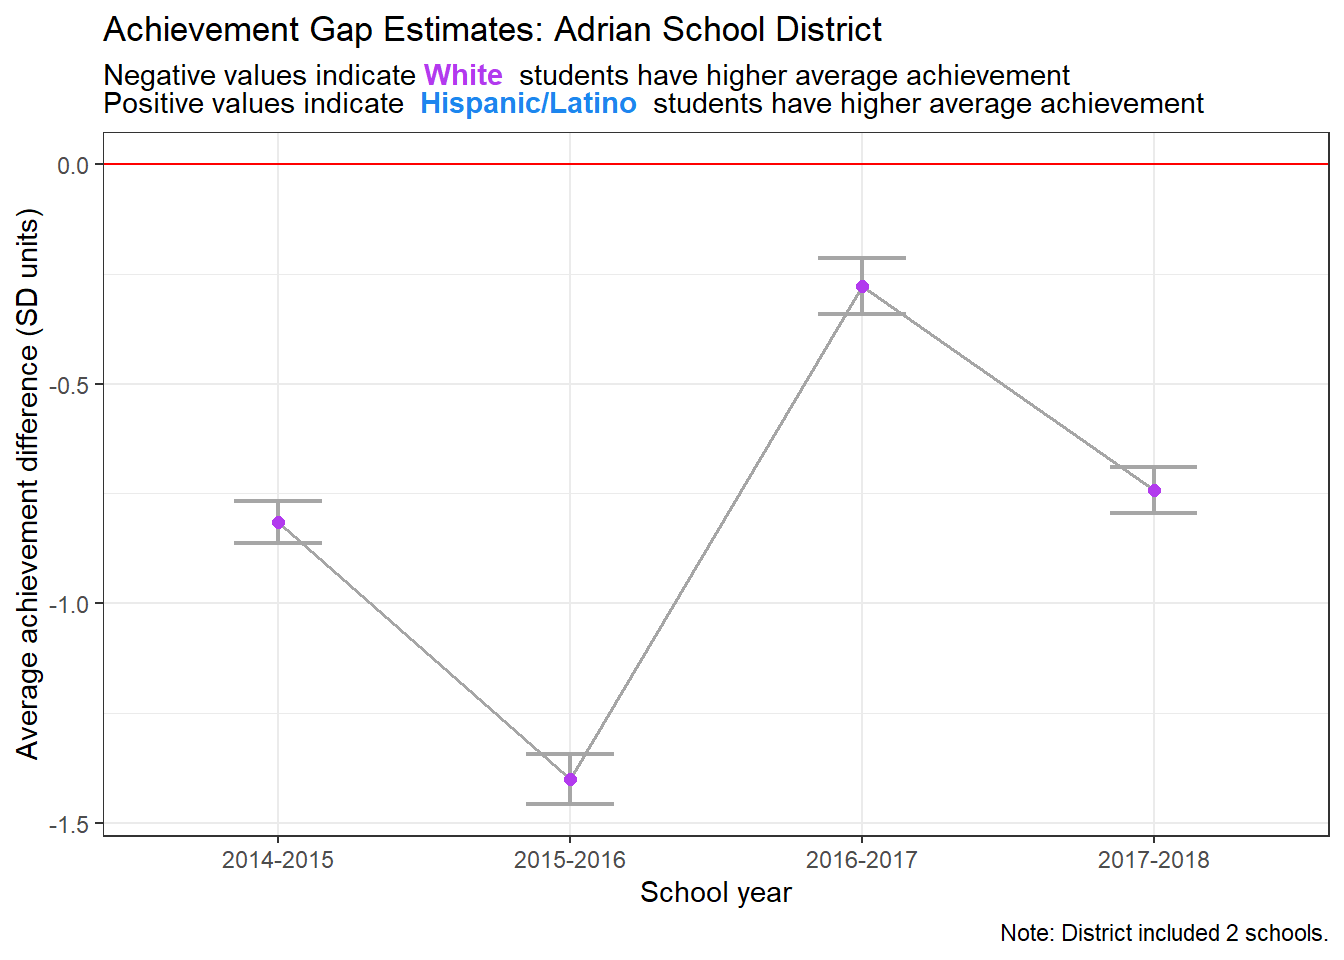 Achievement Gap Estimates: Adrian School District
Negative values indicate White students have higher average achievement
Positive values indicate Hispanic/Latino students have higher average achievement
Average achievement difference (SD units)
0.0
-0.5
-1.0
-1.5
2014-2015
2015-2016
2016-2017
2017-2018
School year
Note: District included 2 schools.